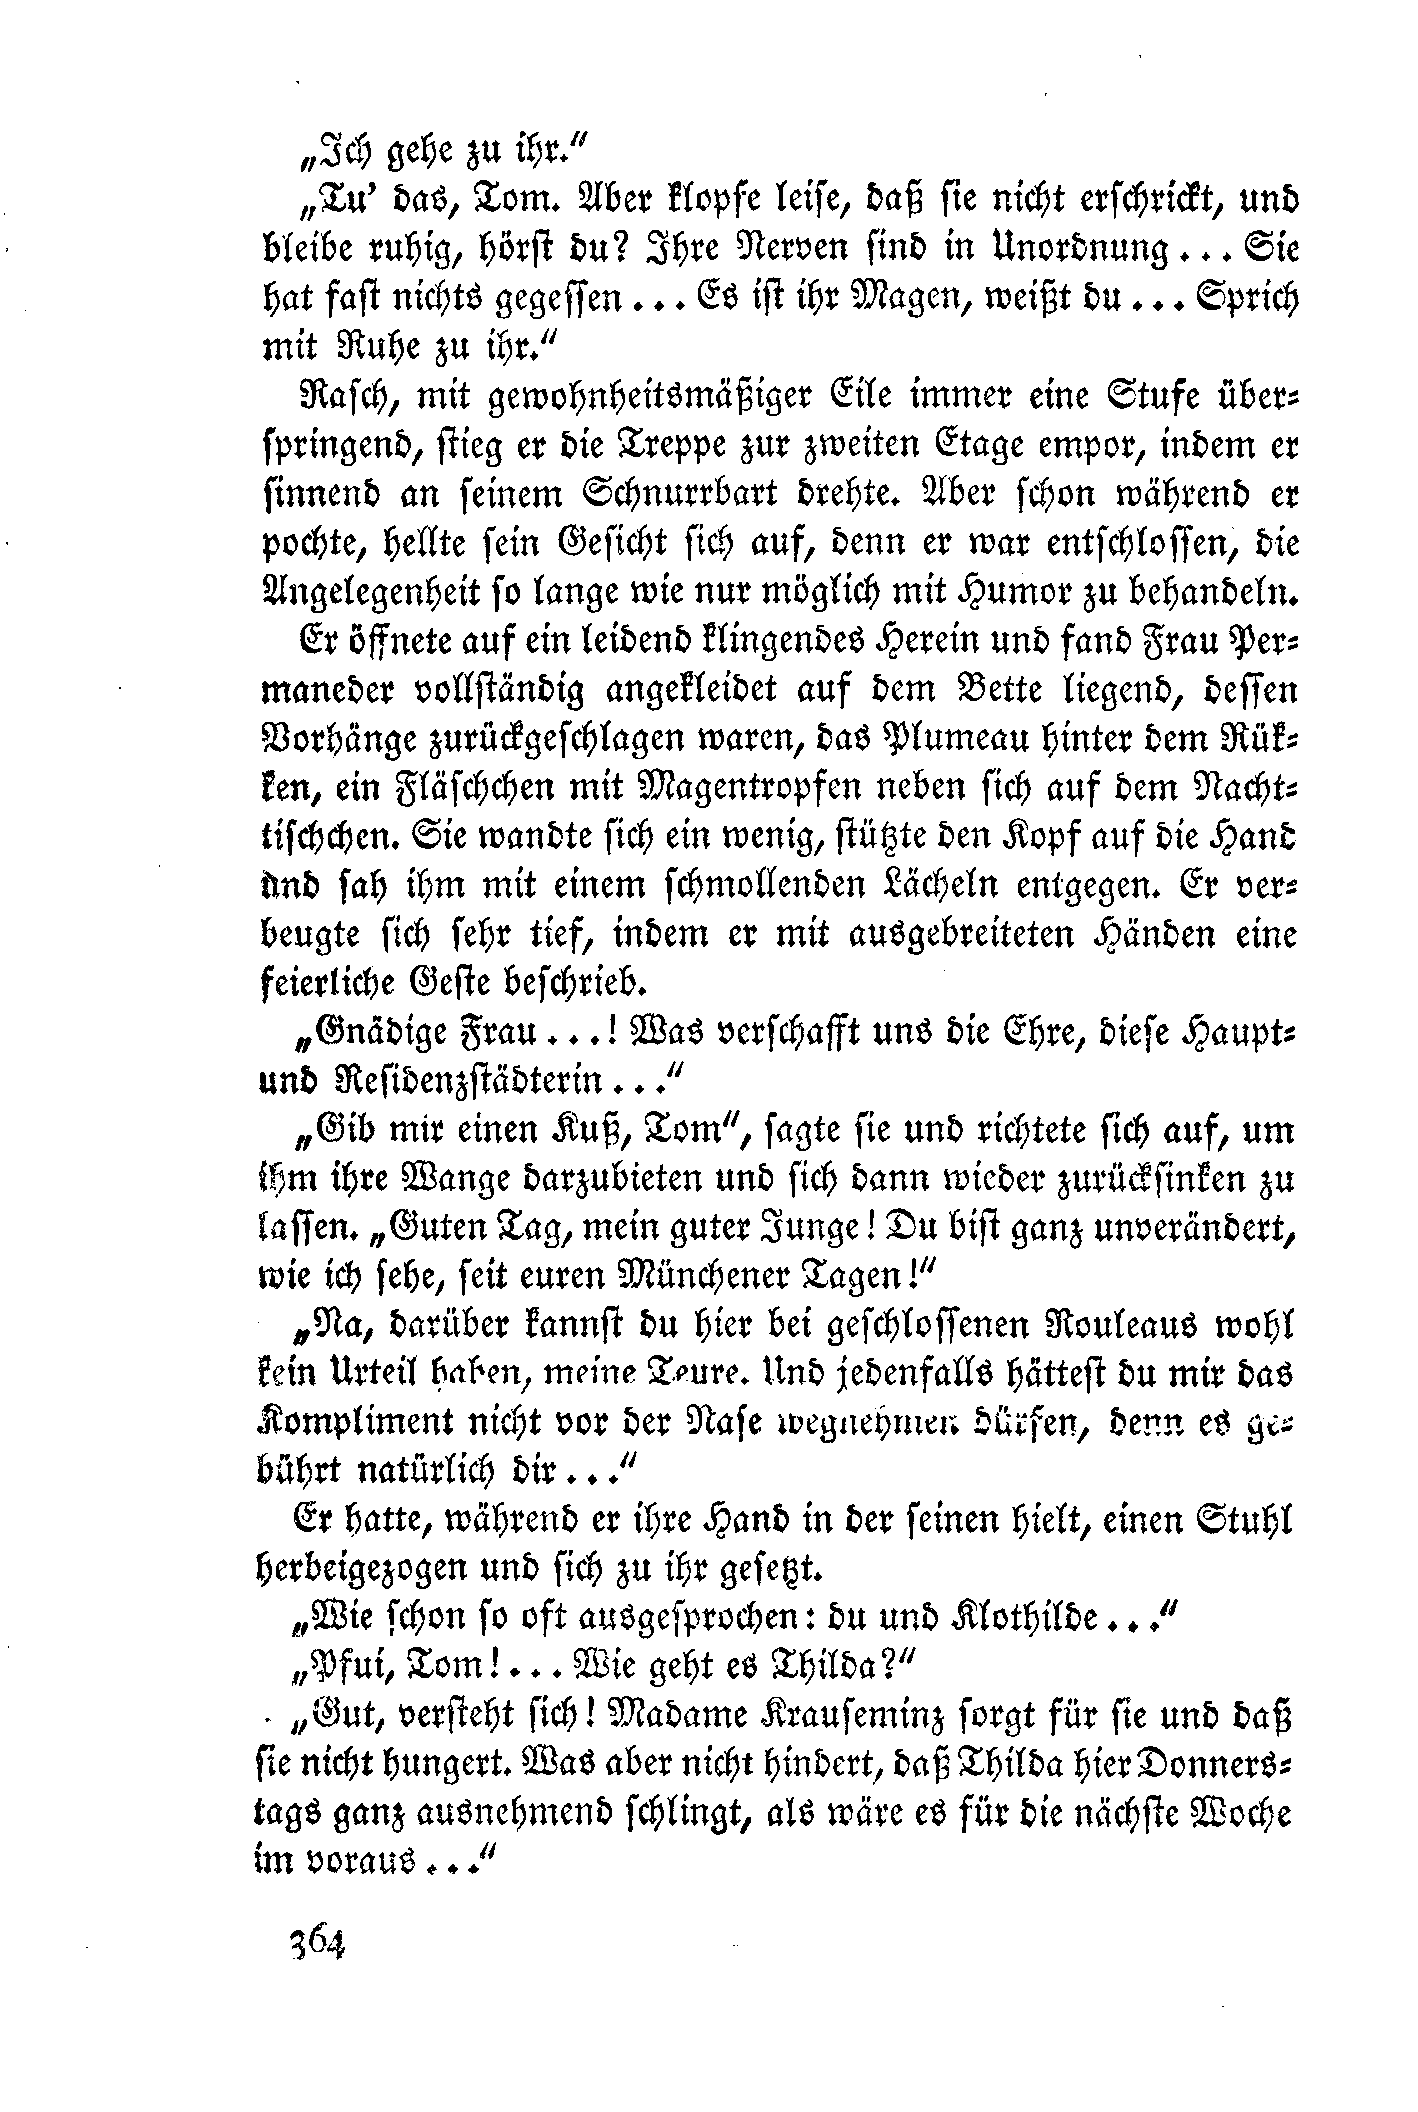 „Ich gehe zu ihr.“
„Tu’ das, Tom. Aber klopfe leise, daß sie nicht erschrickt, und
bleibe ruhig, hörst du? Ihre Nerven sind in Unordnung... Sie
hat fast nichts gegessen... Es ist ihr Magen, weißt du... Sprich
mit Ruhe zu ihr.“
Rasch, mit gewohnheitsmäßiger Eile immer eine Stufe über-
springend, stieg er die Treppe zur zweiten Etage empor, indem er
sinnend an seinem Schnurrbart drehte. Aber schon während er
pochte, hellte sein Gesicht sich auf, denn er war entschlossen, die
Angelegenheit so lange wie nur möglich mit Humor zu behandeln.
Er öffnete auf ein leidend klingendes Herein und fand Frau Per-
maneder vollständig angekleidet auf dem Bette liegend, dessen
Vorhänge zurückgeschlagen waren, das Plumeau hinter dem Rük-
ken, ein Fläschchen mit Magentropfen neben sich auf dem Nacht-
tischchen. Sie wandte sich ein wenig, stützte den Kopf auf die Hand
und sah ihm mit einem schmollenden Lächeln entgegen. Er ver-
beugte sich sehr tief, indem er mit ausgebreiteten Händen eine
feierliche Geste beschrieb.
„Gnädige Frau...! Was verschafft uns die Ehre, diese Haupt-
und Residenzstädterin...“
„Gib mir einen Kuß, Tom“, sagte sie und richtete sich auf, um
ihm ihre Wange darzubieten und sich dann wieder zurücksinken zu
lassen. „Guten Tag, mein guter Junge! Du bist ganz unverändert,
wie ich sehe, seit euren Münchener Tagen!“
„Na, darüber kannst du hier bei geschlossenen Rouleaus wohl
kein Urteil haben, meine Teure. Und jedenfalls hättest du mir das
Kompliment nicht vor der Nase wegnehmen dürfen, denn es ge-
bührt natürlich dir...“
Er hatte, während er ihre Hand in der seinen hielt, einen Stuhl
herbeigezogen und sich zu ihr gesetzt.
„Wie schon so oft ausgesprochen: du und Klothilde...“
„Pfui, Tom!... Wie geht es Thilda?“
„Gut, versteht sich! Madame Krauseminz sorgt für sie und daß
sie nicht hungert. Was aber nicht hindert, daß Thilda hier Donners-
tags ganz ausnehmend schlingt, als wäre es für die nächste Woche
im voraus...“
364